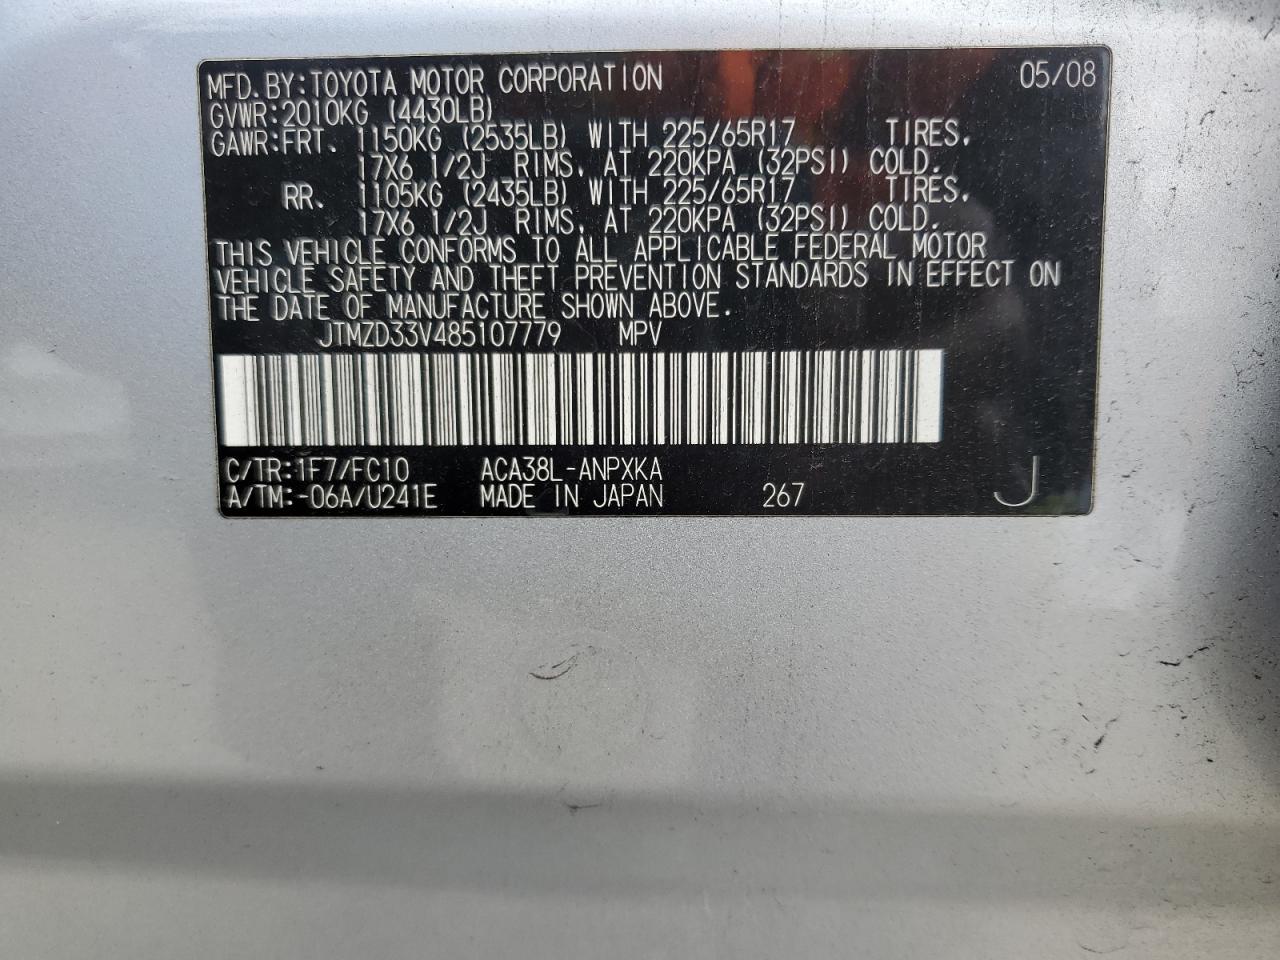 MFD.BY:TOYOTA MOTOR CORPORATION 05/08
GVWR:2010KG (4430LB)
GAWR:FRT. 1150KG (2535LB) WITH 225/65R17 TIRES,
17X6 1/2J RIMS, AT 220KPA (32PSI) COLD.
RR. 1105KG (2435LB) WITH 225/65R17 TIRES,
17X6 1/2J RIMS, AT 220KPA (32PSI) COLD.
THIS VEHICLE CONFORMS TO ALL APPLICABLE FEDERAL MOTOR
VEHICLE SAFETY AND THEFT PREVENTION STANDARDS IN EFFECT ON
THE DATE OF MANUFACTURE SHOWN ABOVE.
JTMZD33V485107779 MPV
C/TR:1F7/FC10 ACA38L-ANPXKA
A/TM:-06A/U241E MADE IN JAPAN 267 J